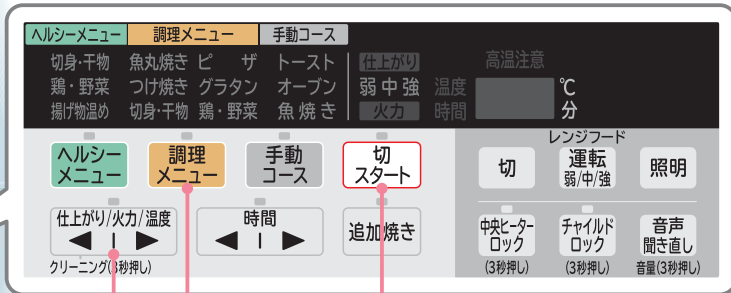 ヘルシーメニュー 調理メニュー 手動コース
切身･干物 魚丸焼き ピザ トースト 仕上がり 高温注意
鶏・野菜 つけ焼き グラタン オーブン 弱 中 強 温度 ℃
揚げ物温め 切身･干物 鶏・野菜 魚焼き 火力 時間 分
レンジフード
ヘルシー
メニュー
調理
メニュー
手動
コース
切
スタート
切
運転
弱/中/強
照明
仕上がり/火力/温度
◀ | ▶
クリーニング(3秒押し)
時間
◀ | ▶
追加焼き
中央ヒーター
ロック
(3秒押し)
チャイルド
ロック
(3秒押し)
音声
聞き直し
音量(3秒押し)